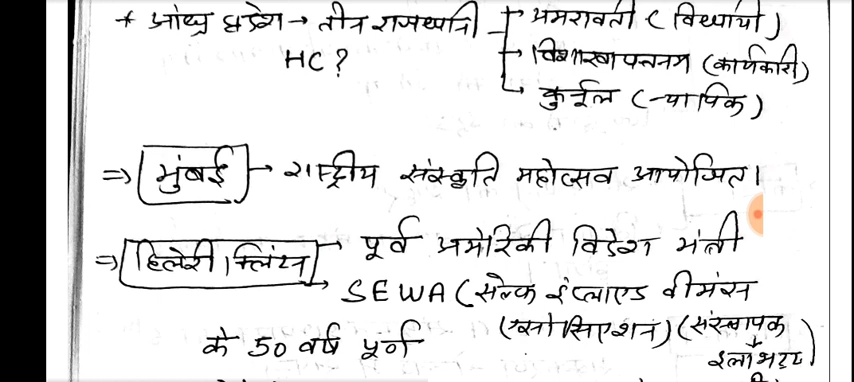 * आंध्र प्रदेश → तीन राजधानी → अमरावती (विधायी)
HC ? → विशाखापत्तनम (कार्यकारी)
→ कुर्नूल (न्यायिक)
⇒ मुंबई → राष्ट्रीय संस्कृति महोत्सव आयोजित।
⇒ हिलेरी क्लिंटन → पूर्व अमेरिकी विदेश मंत्री
→ SEWA (सेल्फ इंप्लाएड वीमेंस
एसोसिएशन) (संस्थापक
के 50 वर्ष पूर्ण
इला भट्ट)